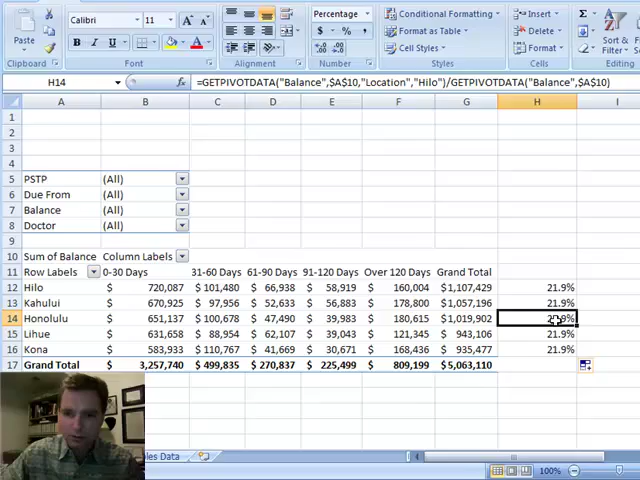 Paste
Calibri 11 A A
B I U A
Percentage
$ % ,
Conditional Formatting
Format as Table
Cell Styles
Insert
Delete
Format
Σ
Sort &
Filter
Clipboard Font Alignment Number Styles Cells
H14 fx =GETPIVOTDATA("Balance",$A$10,"Location","Hilo")/GETPIVOTDATA("Balance",$A$10)
A B C D E F G H I
1
2
3
4
5 PSTP (All)
6 Due From (All)
7 Balance (All)
8 Doctor (All)
9
10 Sum of Balance Column Labels
11 Row Labels 0-30 Days 31-60 Days 61-90 Days 91-120 Days Over 120 Days Grand Total
12 Hilo $ 720,087 $ 101,480 $ 66,938 $ 58,919 $ 160,004 $1,107,429 21.9%
13 Kahului $ 670,925 $ 97,956 $ 52,633 $ 56,883 $ 178,800 $1,057,196 21.9%
14 Honolulu $ 651,137 $ 100,678 $ 47,490 $ 39,983 $ 180,615 $1,019,902
15 Lihue $ 631,658 $ 88,954 $ 62,107 $ 39,043 $ 121,345 $ 943,106 21.9%
16 Kona $ 583,933 $ 110,767 $ 41,669 $ 30,671 $ 168,436 $ 935,477 21.9%
17 Grand Total $ 3,257,740 $ 499,835 $ 270,837 $ 225,499 $ 809,199 $5,063,110
Data
100%